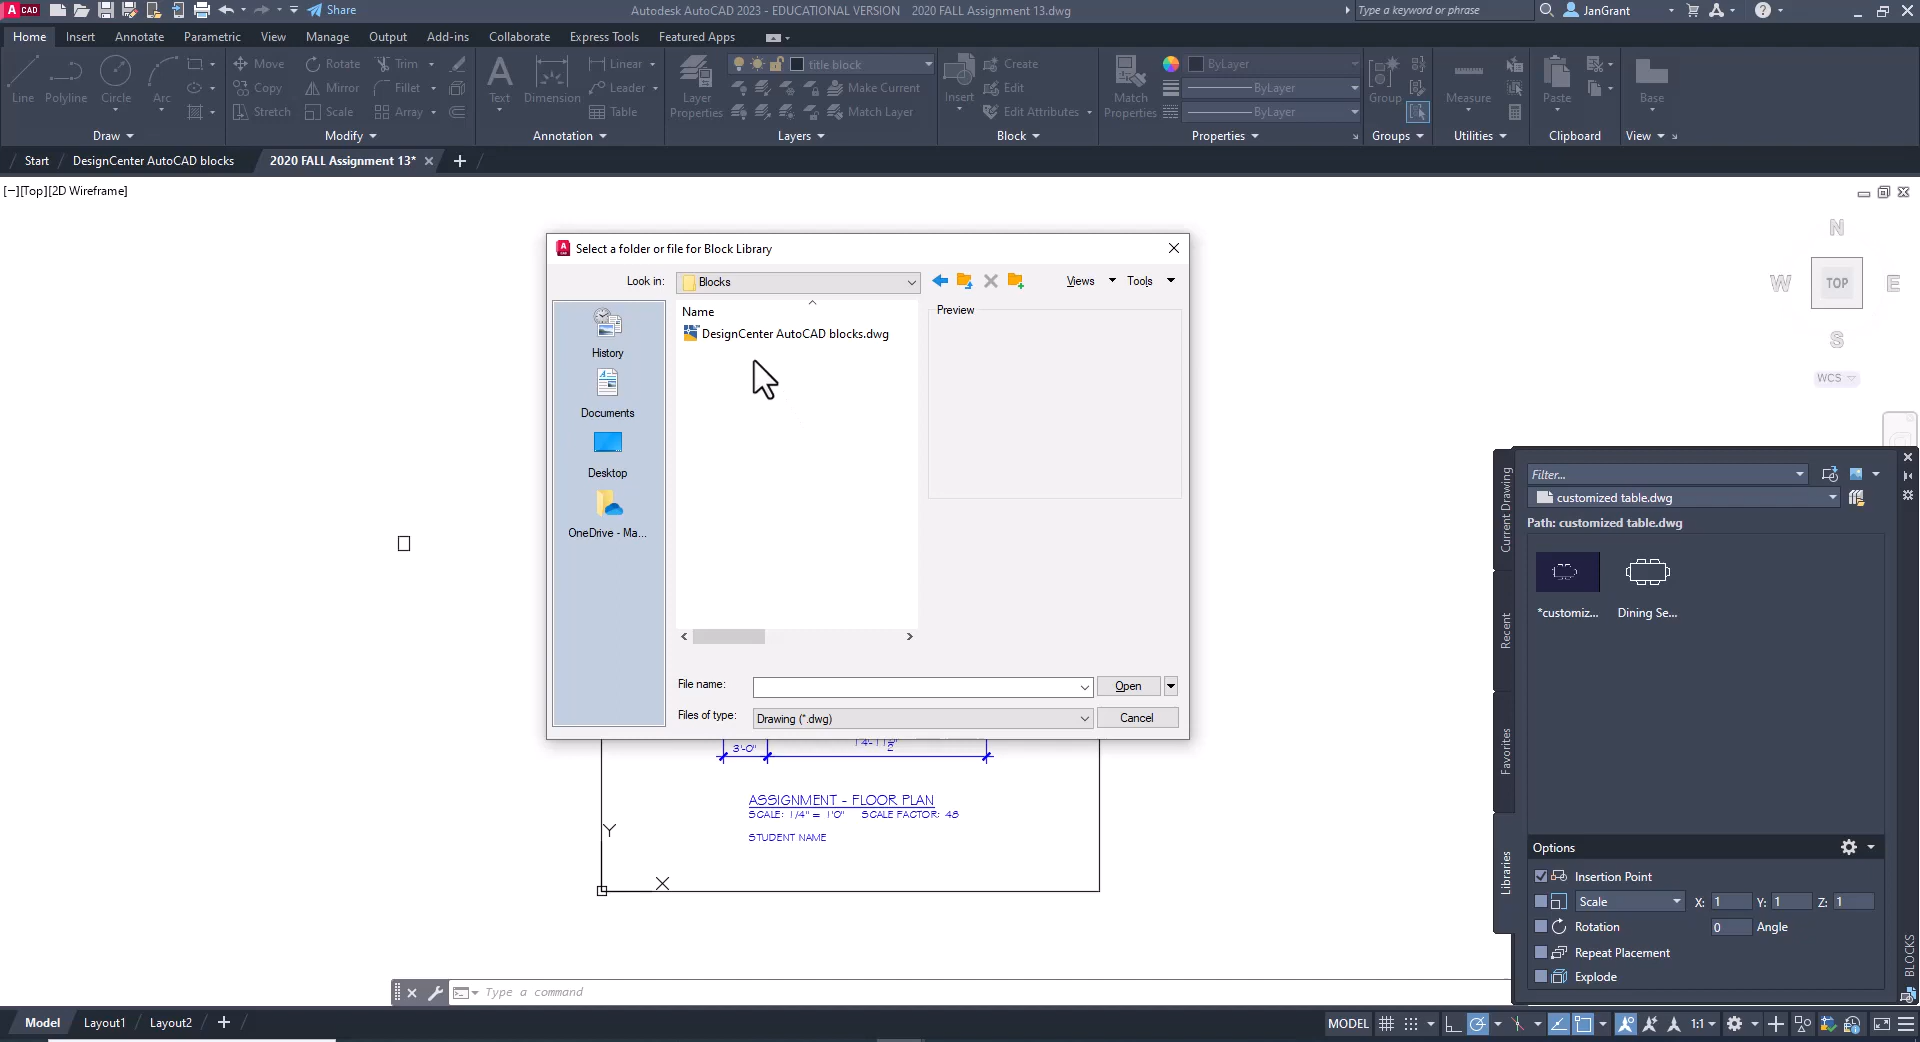 CAD
Share
Autodesk AutoCAD 2023 - EDUCATIONAL VERSION 2020 FALL Assignment 13.dwg
Type a keyword or phrase
JanGrant
Home Insert Annotate Parametric View Manage Output Add-ins Collaborate Express Tools Featured Apps
Line Polyline Circle Arc
Move Rotate Trim
Copy Mirror Fillet
Stretch Scale Array
Text Dimension
Linear
Leader
Table
Layer
Properties
title block
Make Current
Match Layer
Insert
Create
Edit
Edit Attributes
Match
Properties
ByLayer
ByLayer
ByLayer
Group
Measure
Paste
Base
Draw Modify Annotation Layers Block Properties Groups Utilities Clipboard View
Start DesignCenter AutoCAD blocks 2020 FALL Assignment 13*
[−][Top][2D Wireframe]
N
W TOP E
S
WCS
Select a folder or file for Block Library
Look in: Blocks Views Tools
Name
DesignCenter AutoCAD blocks.dwg
Preview
History
Documents
Desktop
OneDrive - Ma...
File name: Open
Files of type: Drawing (*.dwg) Cancel
3'-0"
ASSIGNMENT - FLOOR PLAN
SCALE: 1/4" = 1'0" SCALE FACTOR: 48
STUDENT NAME
Y
X
Current Drawing
Recent
Favorites
Libraries
Filter...
customized table.dwg
Path: customized table.dwg
*customiz... Dining Se...
Options
Insertion Point
Scale X: 1 Y: 1 Z: 1
Rotation 0 Angle
Repeat Placement
Explode
BLOCKS
Type a command
Model Layout1 Layout2
MODEL 1:1